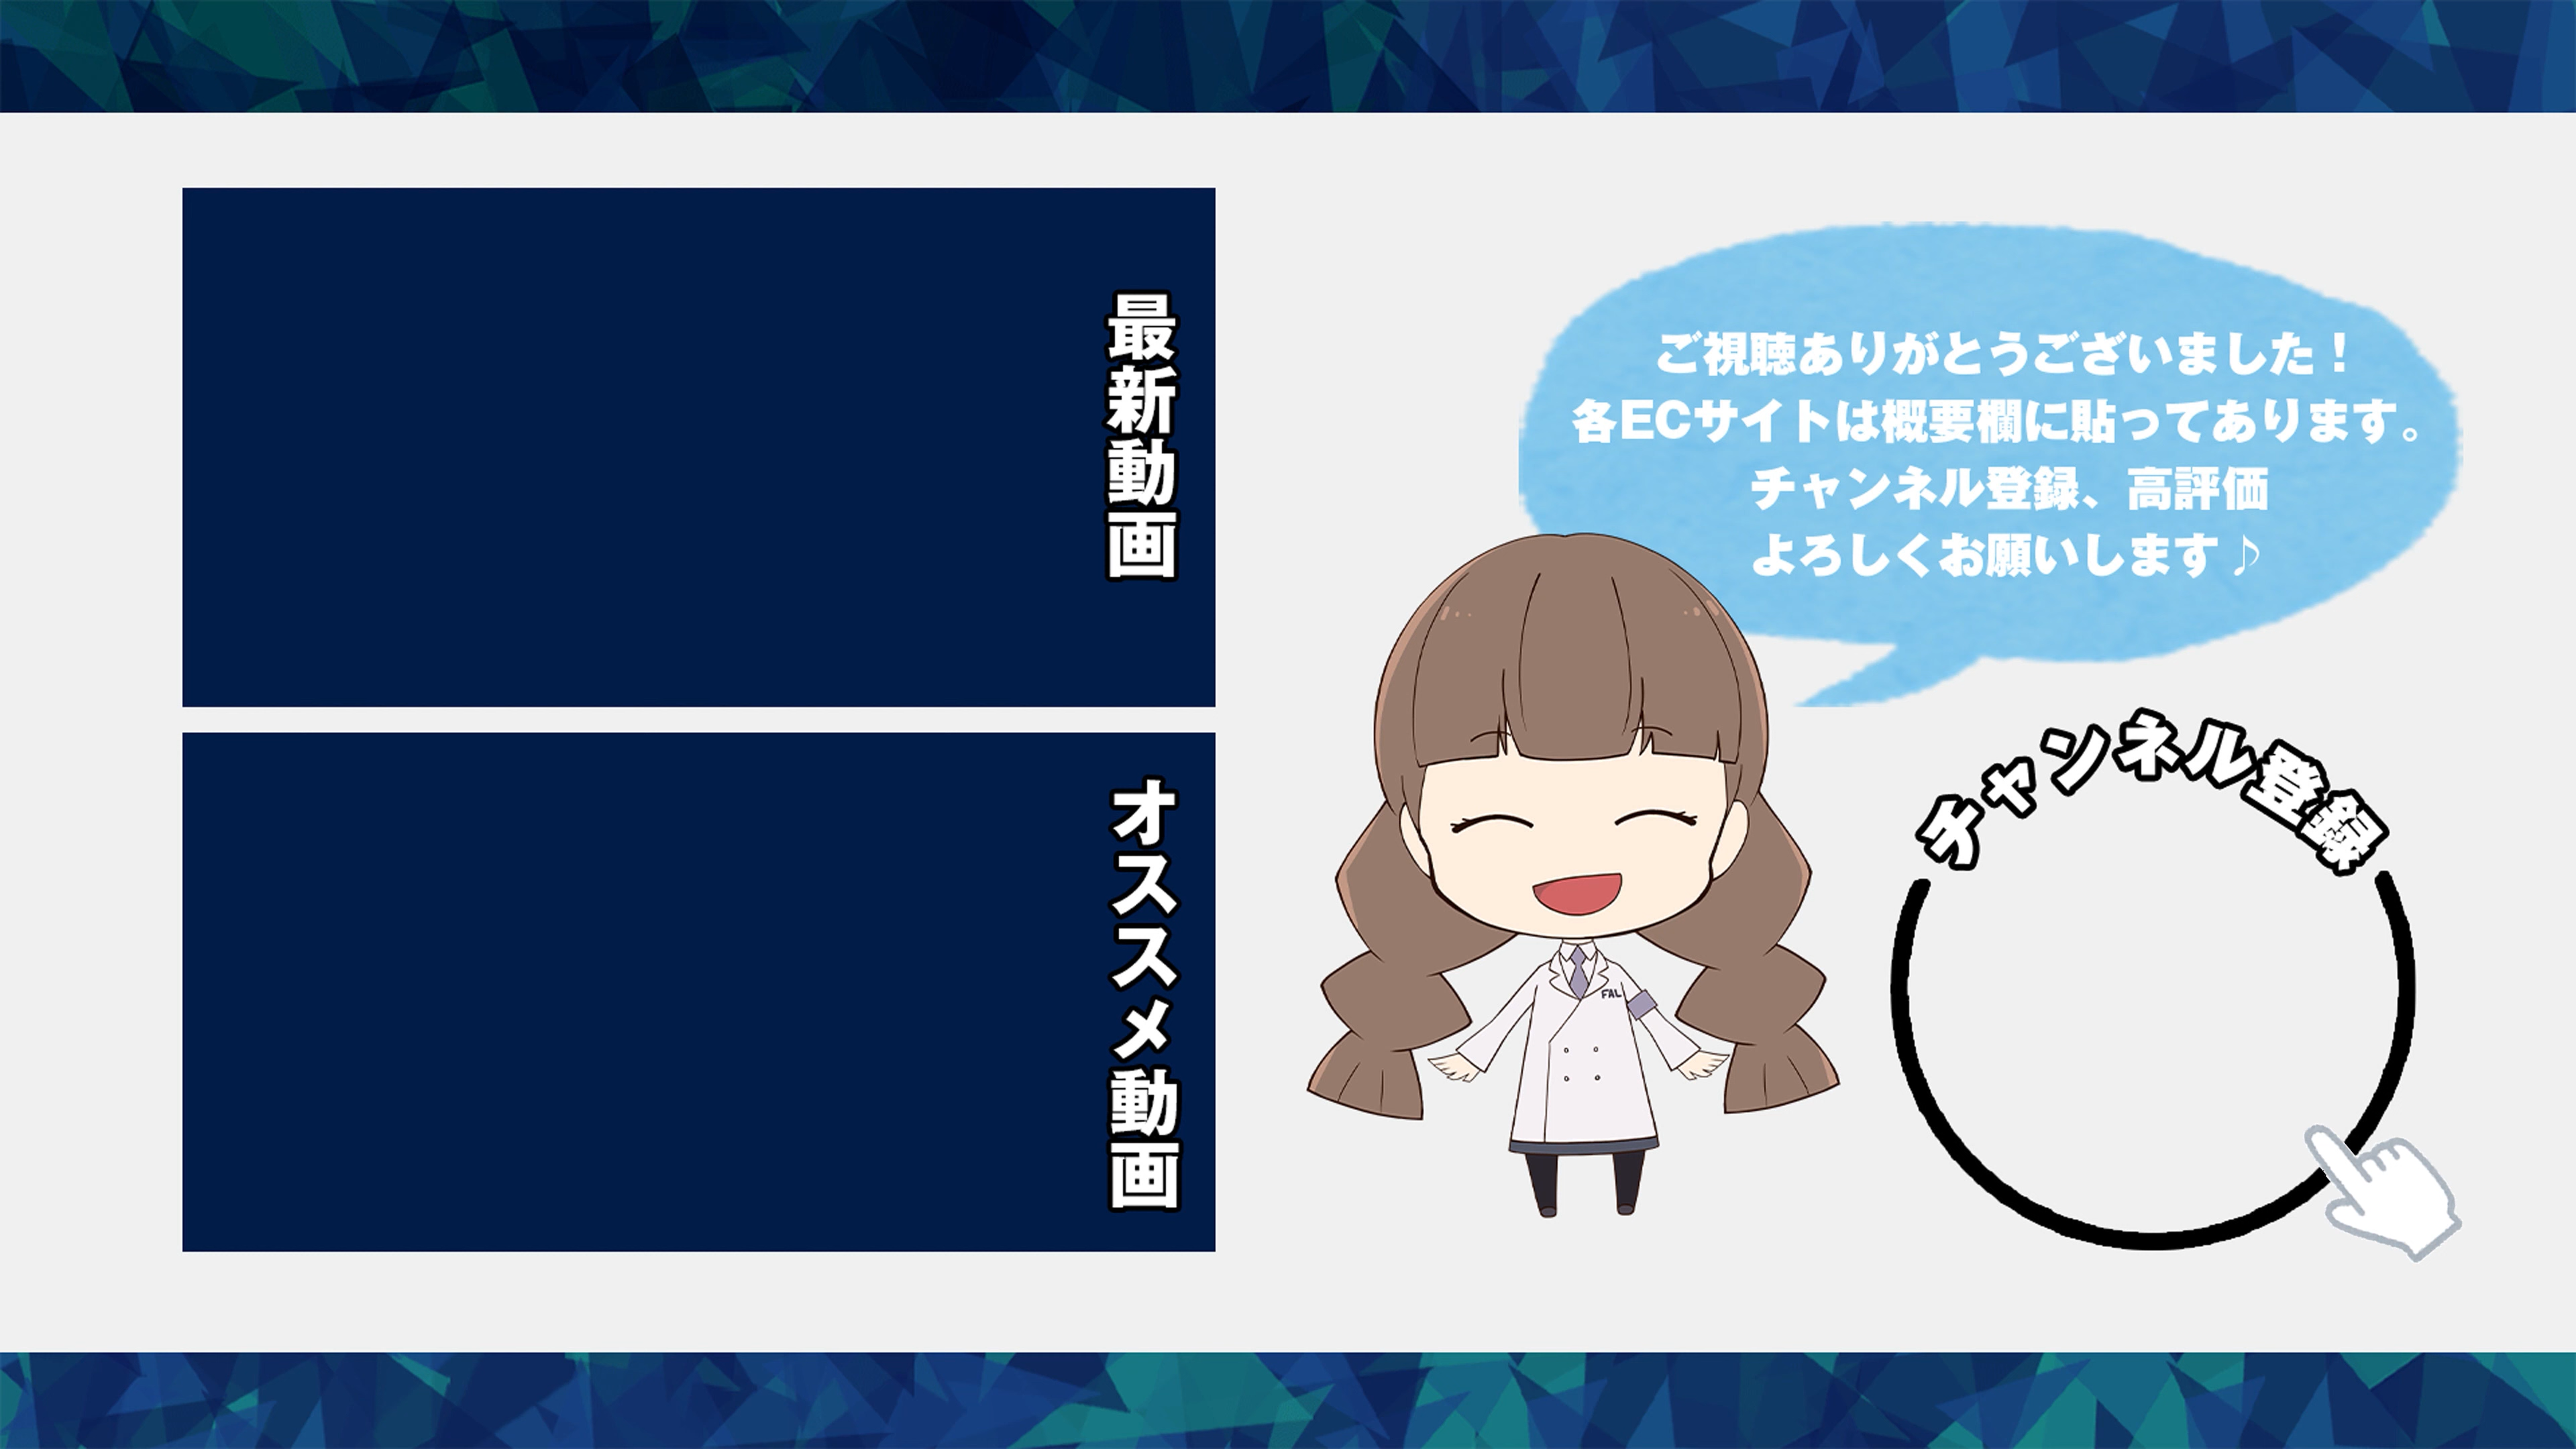 最新動画
オススメ動画
ご視聴ありがとうございました！
各ECサイトは概要欄に貼ってあります。
チャンネル登録、高評価
よろしくお願いします♪
チャンネル登録
FAL